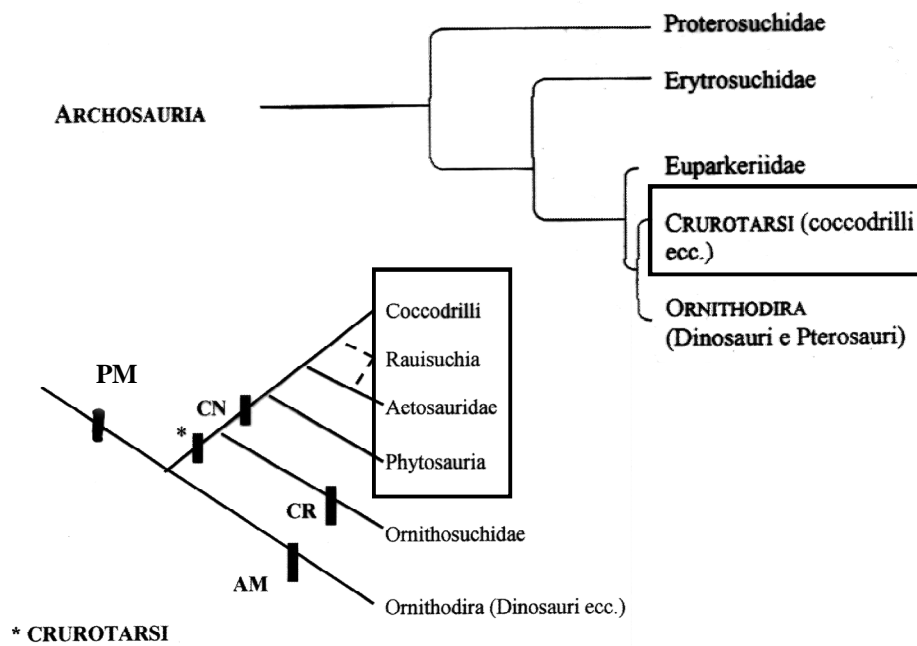 Proterosuchidae
Erytrosuchidae
ARCHOSAURIA
Euparkeriidae
CRUROTARSI (coccodrilli
ecc.)
ORNITHODIRA
(Dinosauri e Pterosauri)
Coccodrilli
Rauisuchia
PM
CN
Aetosauridae
*
Phytosauria
CR
Ornithosuchidae
AM
Ornithodira (Dinosauri ecc.)
* CRUROTARSI